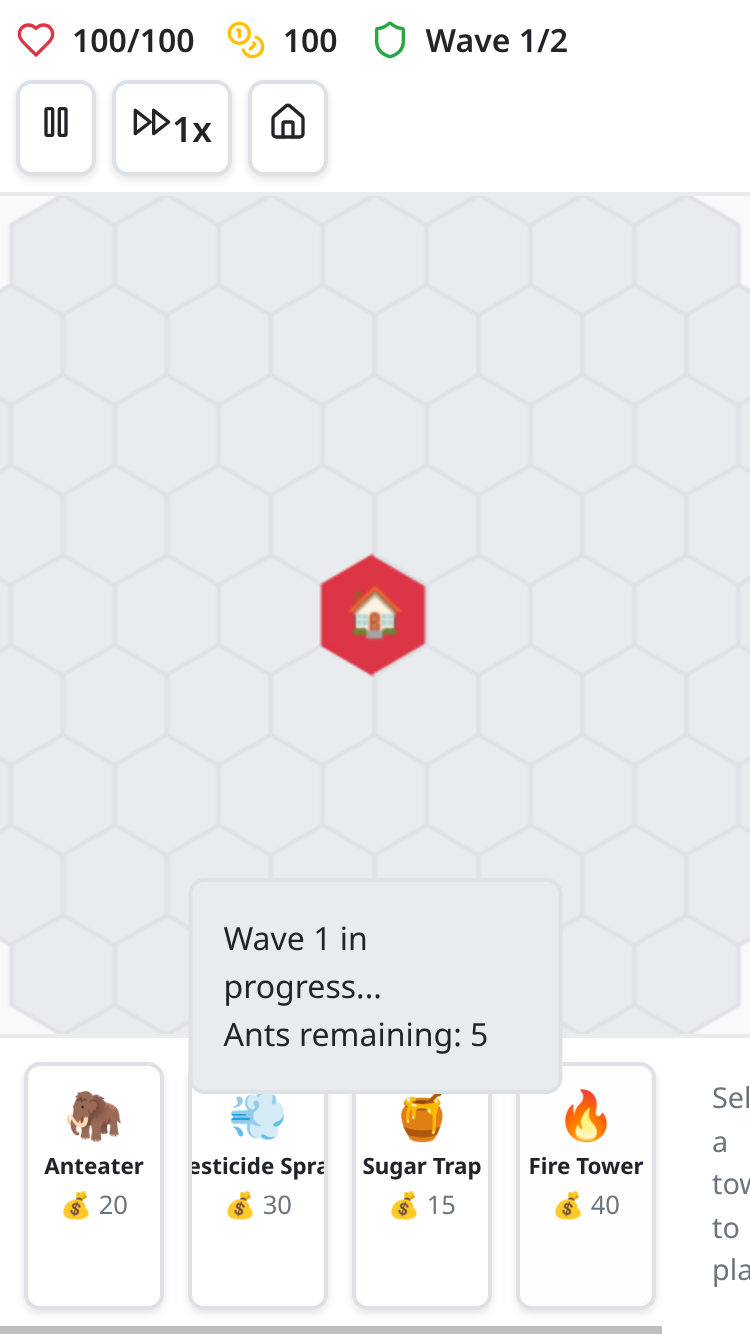 100/100 100 Wave 1/2
1x
Wave 1 in
progress...
Ants remaining: 5
Anteater
esticide Spra
Sugar Trap
Fire Tower
20
30
15
40
Sel
a
tow
to
pla